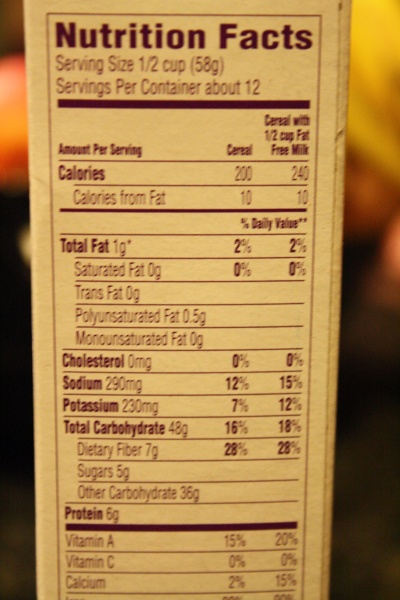 Nutrition Facts
Serving Size 1/2 cup (58g)
Servings Per Container about 12
Cereal with
1/2 cup Fat
Amount Per Serving Cereal Free Milk
Calories 200 240
Calories from Fat 10 10
% Daily Value**
Total Fat 1g* 2% 2%
Saturated Fat 0g 0% 0%
Trans Fat 0g
Polyunsaturated Fat 0.5g
Monounsaturated Fat 0g
Cholesterol 0mg 0% 0%
Sodium 290mg 12% 15%
Potassium 230mg 7% 12%
Total Carbohydrate 48g 16% 18%
Dietary Fiber 7g 28% 28%
Sugars 5g
Other Carbohydrate 36g
Protein 6g
Vitamin A 15% 20%
Vitamin C 0% 0%
Calcium 2% 15%